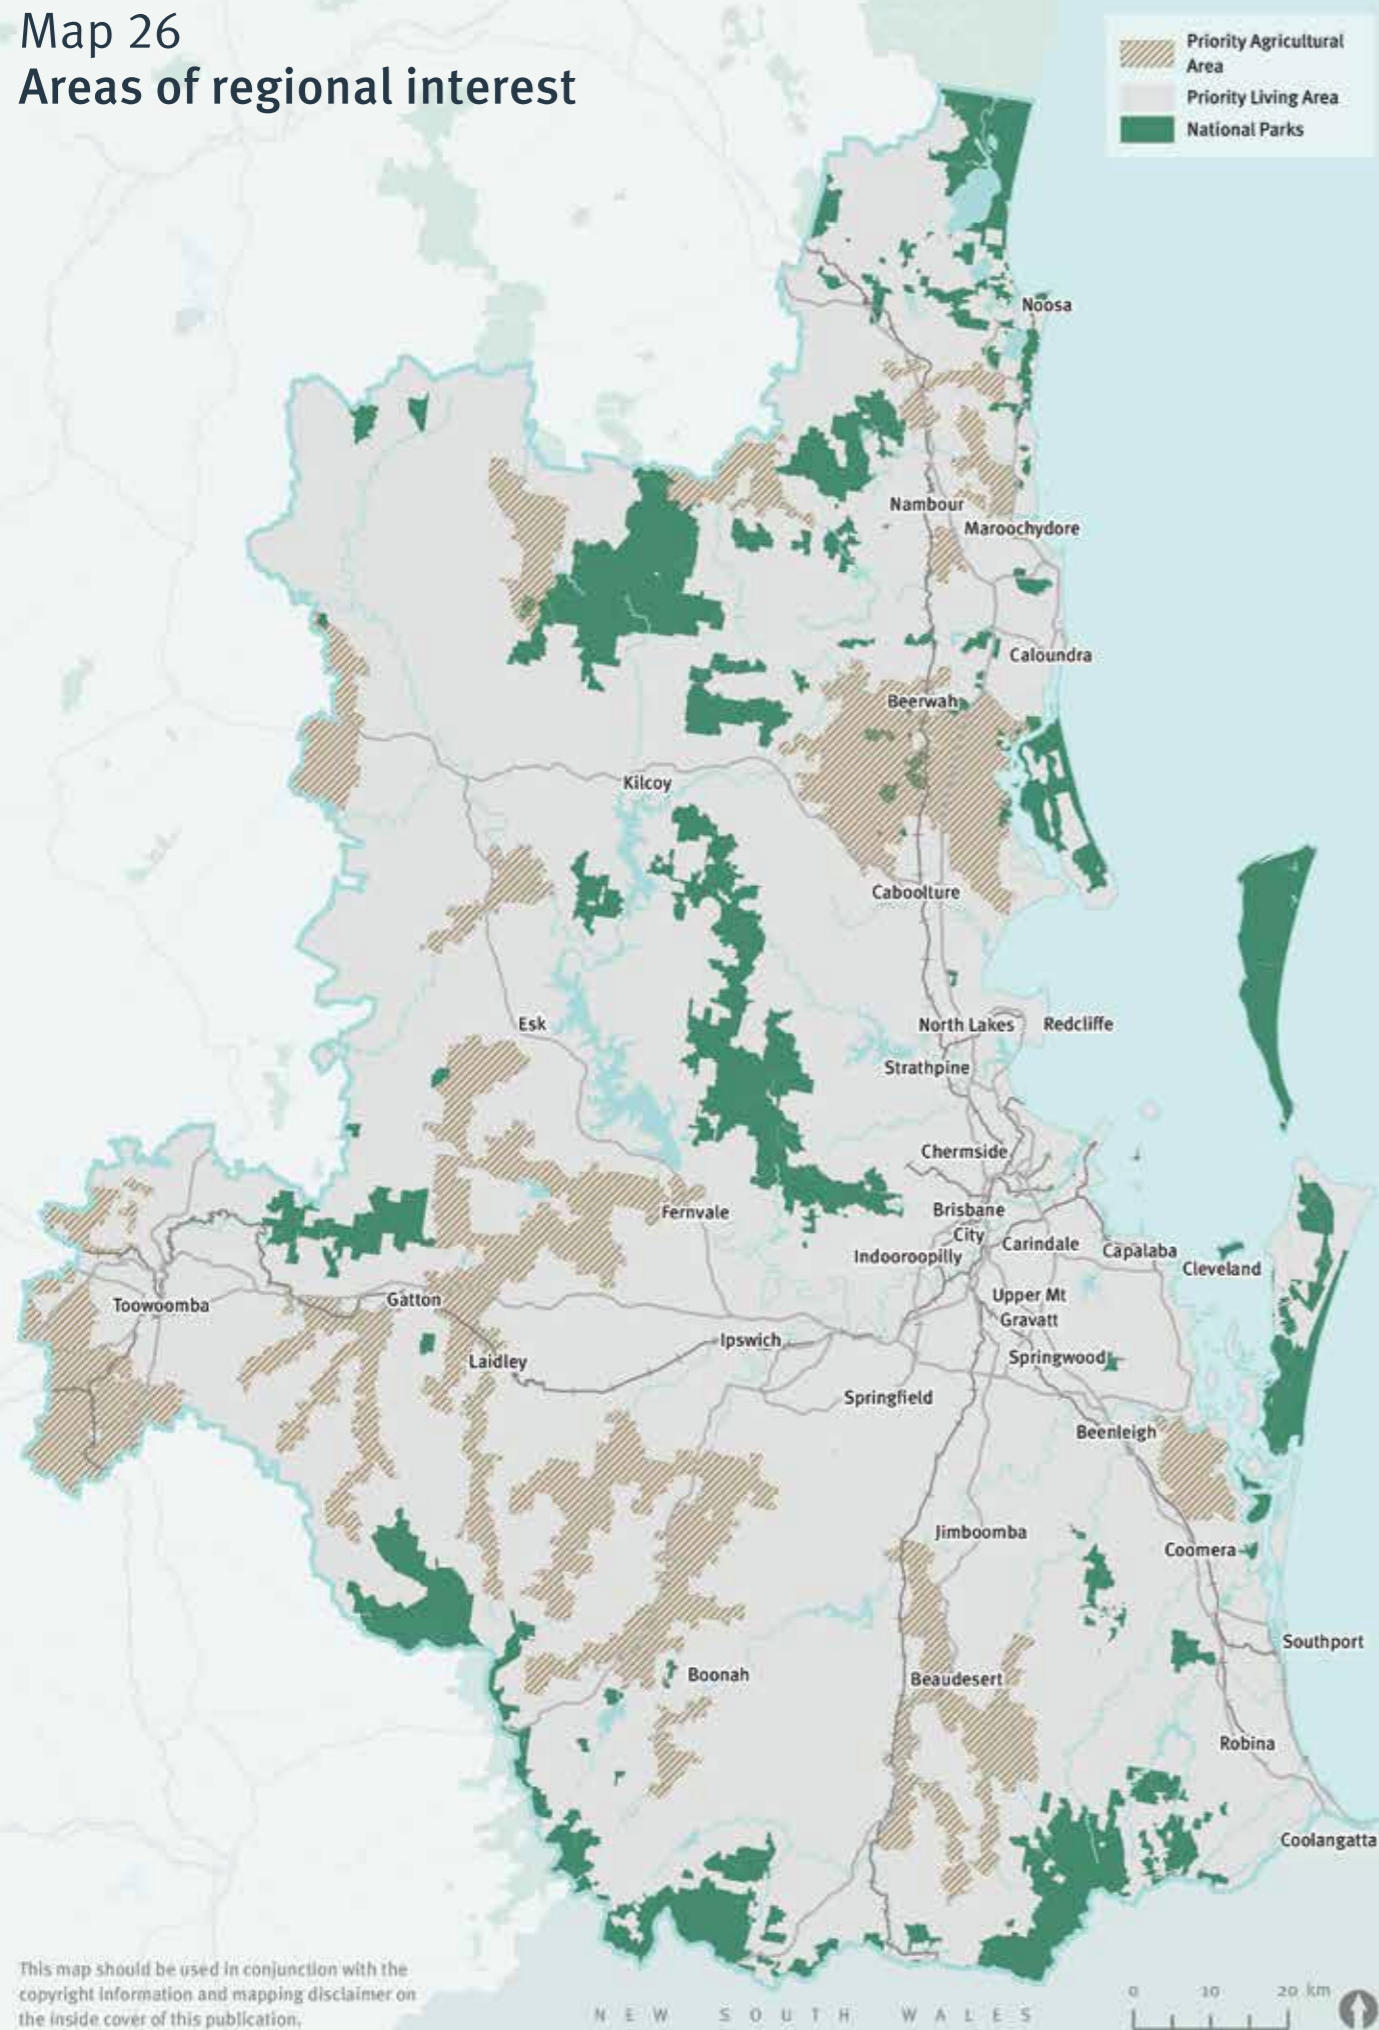 Map 26
Areas of regional interest
Priority Agricultural
Area
Priority Living Area
National Parks
Noosa
Nambour
Maroochydore
Caloundra
Beerwah
Kilcoy
Caboolture
Esk
North Lakes
Redcliffe
Strathpine
Chermside
Fernvale
Brisbane
City
Indooroopilly
Carindale
Capalaba
Cleveland
Toowoomba
Gatton
Upper Mt
Gravatt
Ipswich
Laidley
Springwood
Springfield
Beenleigh
Jimboomba
Coomera
Southport
Boonah
Beaudesert
Robina
Coolangatta
This map should be used in conjunction with the
copyright information and mapping disclaimer on
the inside cover of this publication.
NEW SOUTH WALES
0 10 20 km